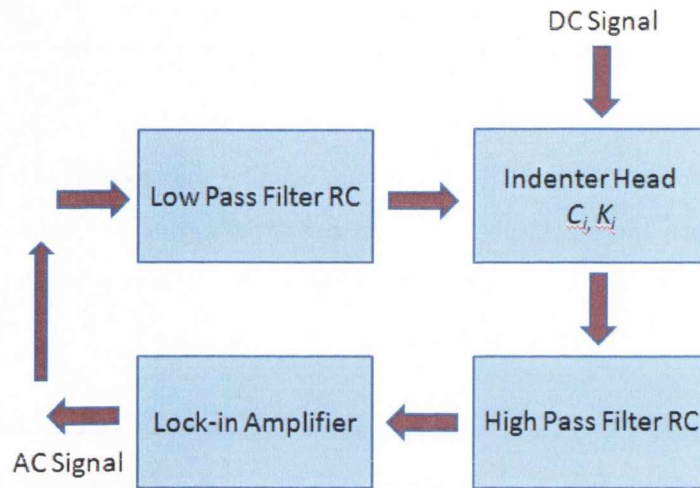 DC Signal
Low Pass Filter RC
Indenter Head
Ci, Ki
Lock-in Amplifier
High Pass Filter RC
AC Signal